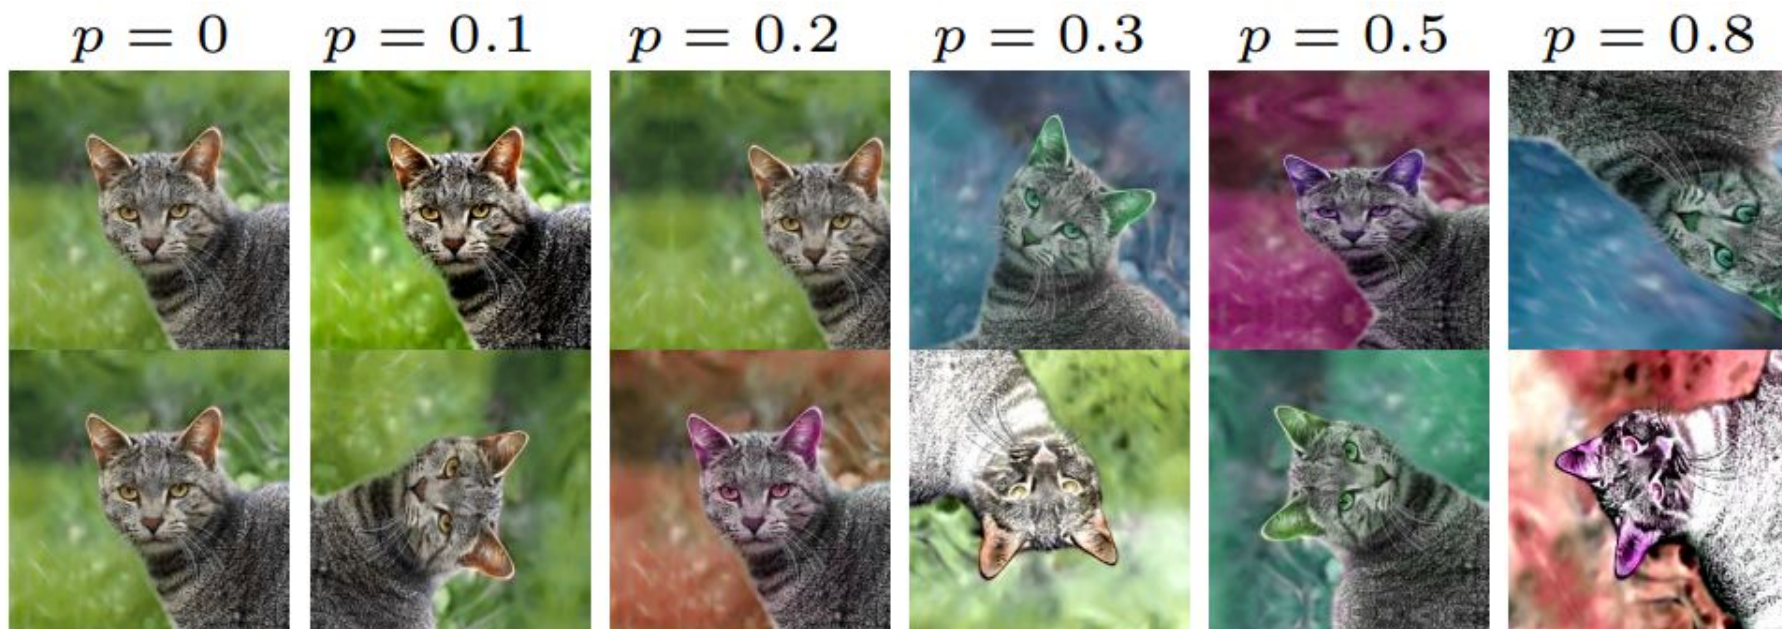 p = 0 p = 0.1 p = 0.2 p = 0.3 p = 0.5 p = 0.8